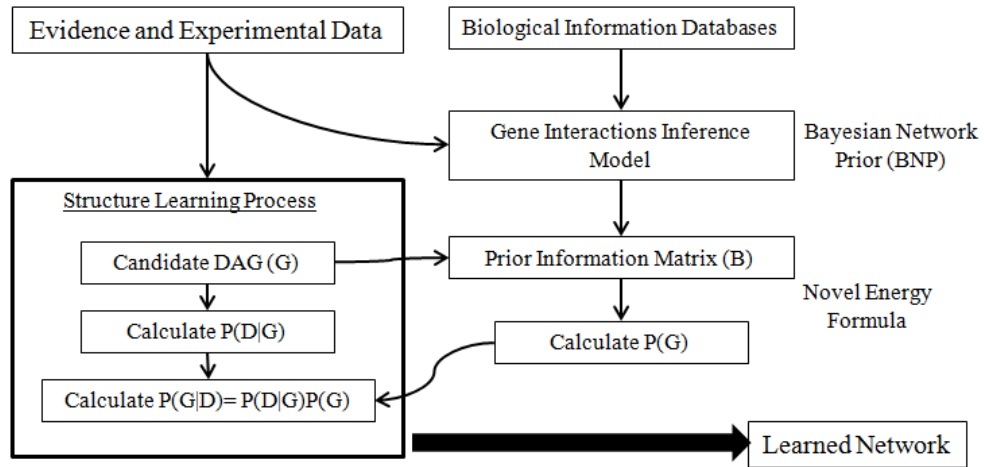 Evidence and Experimental Data
Biological Information Databases
Gene Interactions Inference
Model
Bayesian Network
Prior (BNP)
Structure Learning Process
Candidate DAG (G)
Prior Information Matrix (B)
Novel Energy
Formula
Calculate P(D|G)
Calculate P(G)
Calculate P(G|D)= P(D|G)P(G)
Learned Network